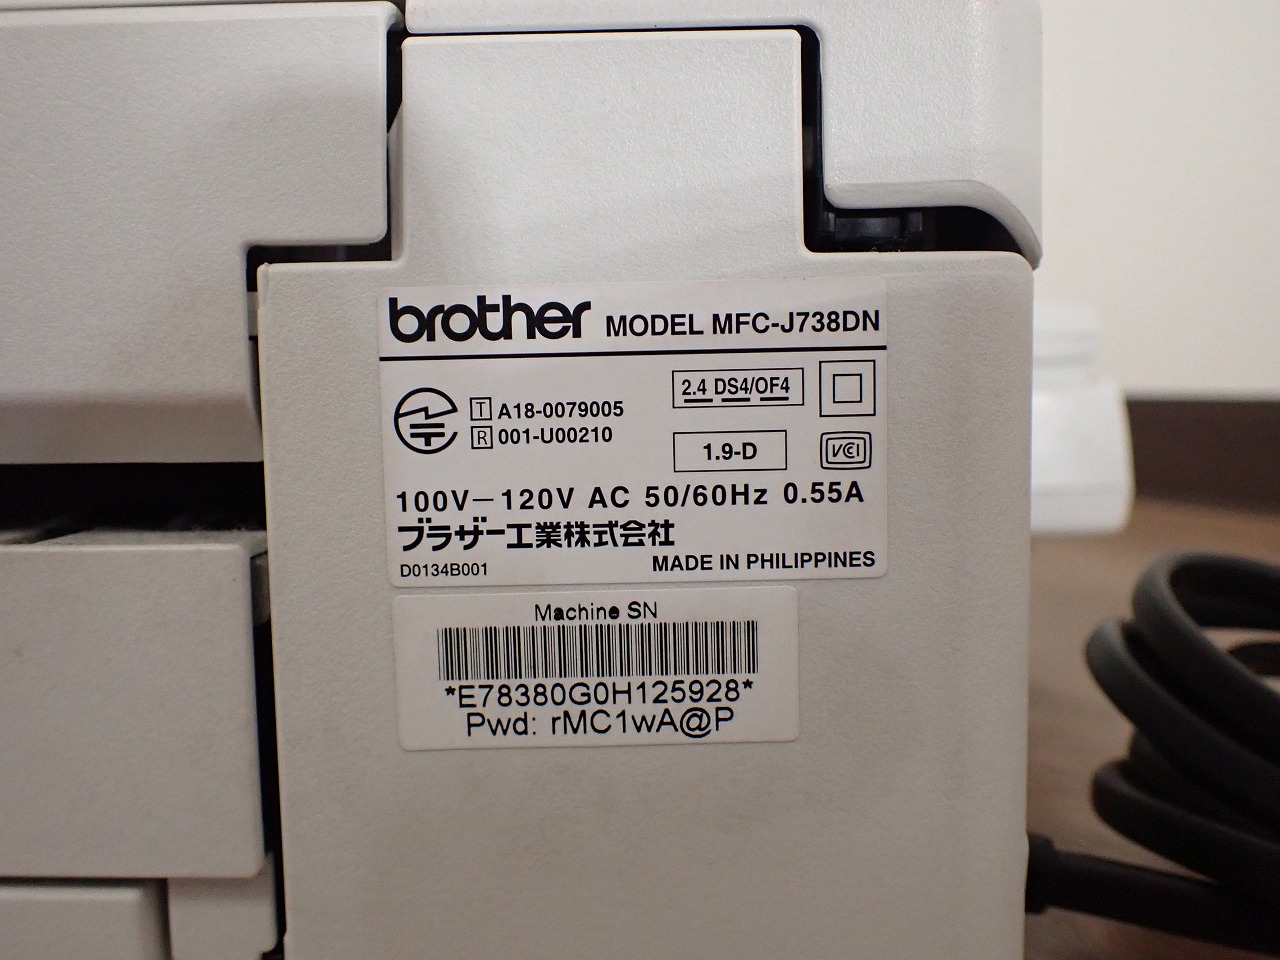 brother MODEL MFC-J738DN
T A18-0079005
R 001-U00210
2.4 DS4/OF4
1.9-D
VCI
100V－120V AC 50/60Hz 0.55A
ブラザー工業株式会社
D0134B001
MADE IN PHILIPPINES
Machine SN
*E78380G0H125928*
Pwd: rMC1wA@P